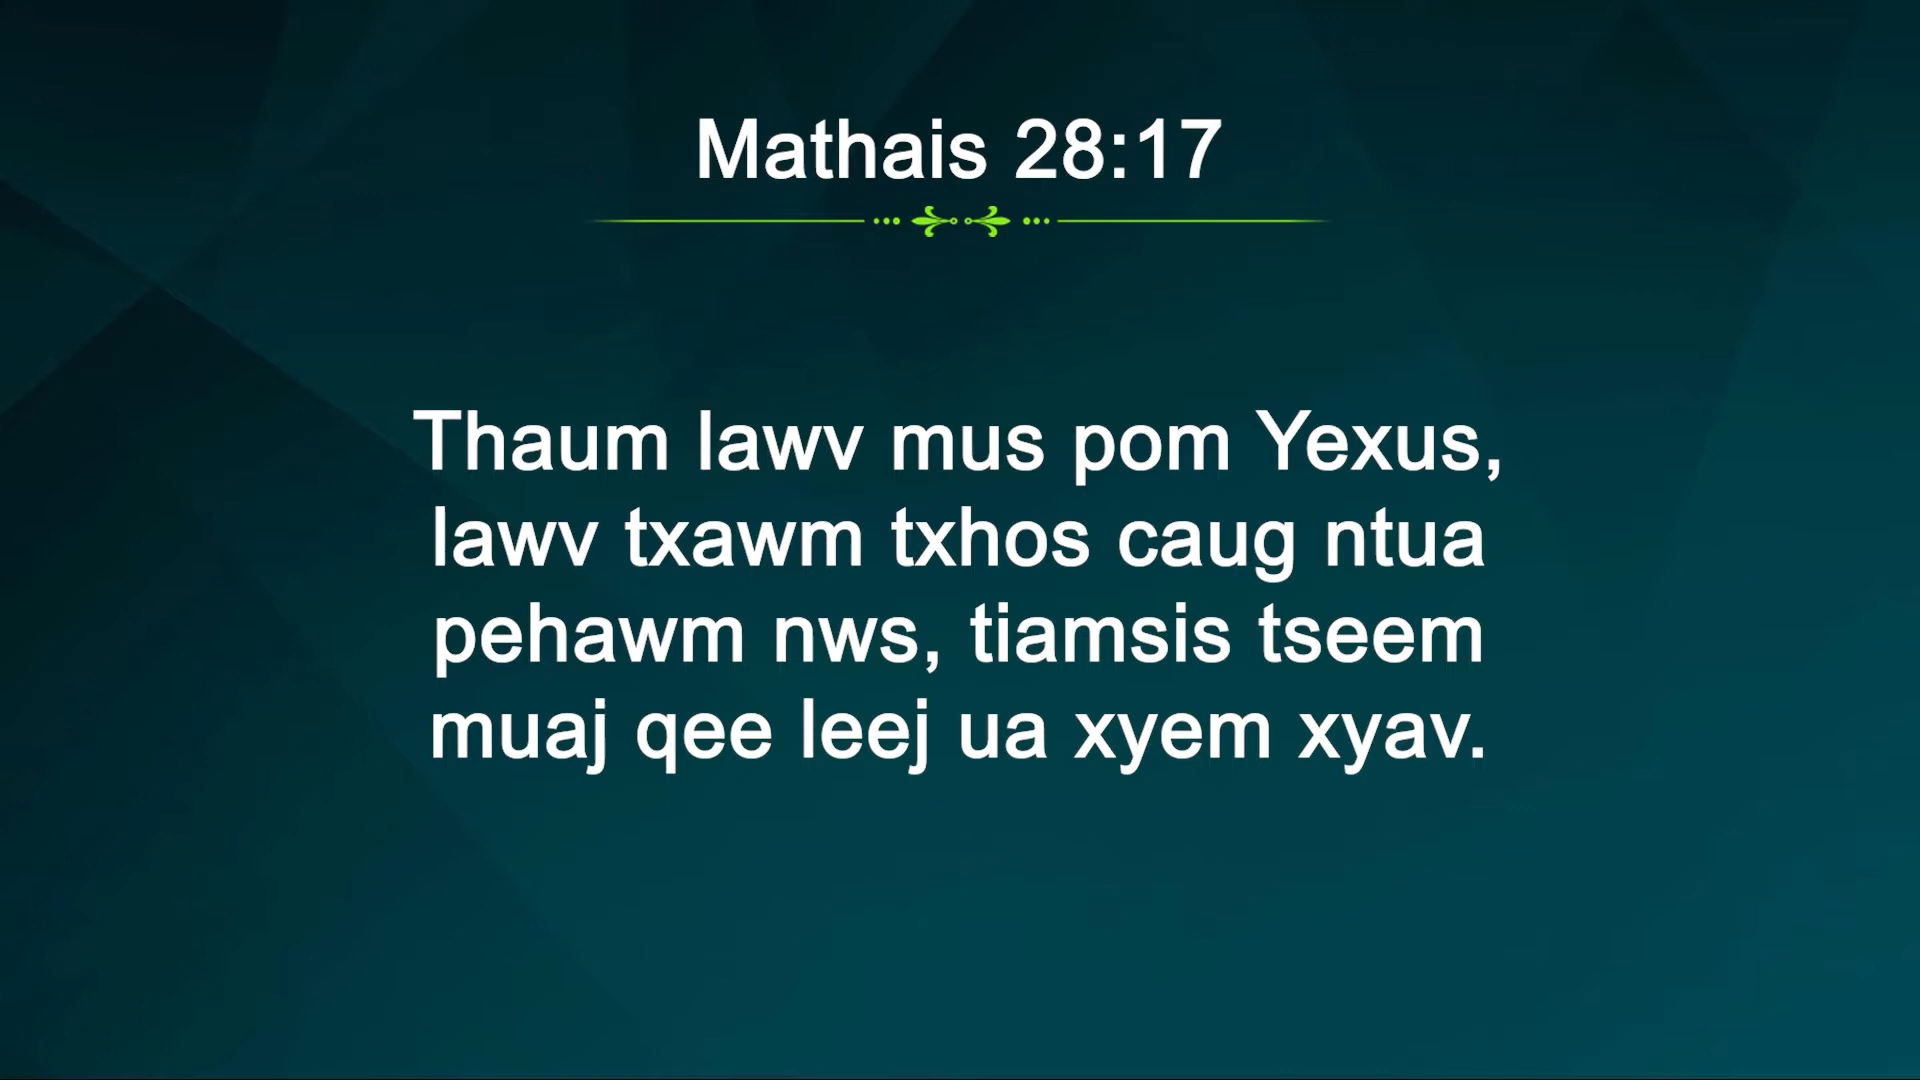 Mathais 28:17
Thaum lawv mus pom Yexus,
lawv txawm txhos caug ntua
pehawm nws, tiamsis tseem
muaj qee leej ua xyem xyav.